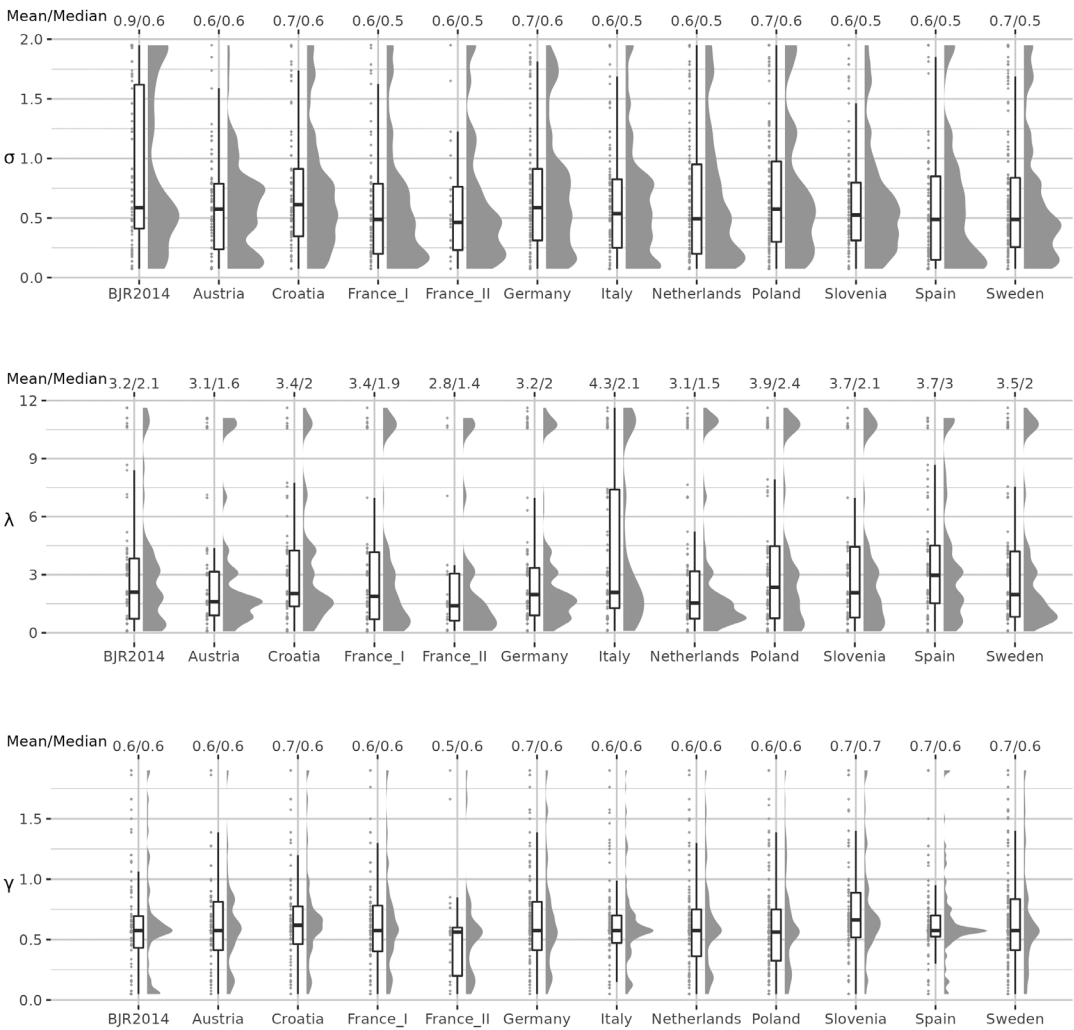 Mean/Median 0.9/0.6 0.6/0.6 0.7/0.6 0.6/0.5 0.6/0.5 0.7/0.6 0.6/0.5 0.6/0.5 0.7/0.6 0.6/0.5 0.6/0.5 0.7/0.5
2.0
1.5
σ 1.0
0.5
0.0
BJR2014 Austria Croatia France_I France_II Germany Italy Netherlands Poland Slovenia Spain Sweden
Mean/Median 3.2/2.1 3.1/1.6 3.4/2 3.4/1.9 2.8/1.4 3.2/2 4.3/2.1 3.1/1.5 3.9/2.4 3.7/2.1 3.7/3 3.5/2
12
9
λ 6
3
0
BJR2014 Austria Croatia France_I France_II Germany Italy Netherlands Poland Slovenia Spain Sweden
Mean/Median 0.6/0.6 0.6/0.6 0.7/0.6 0.6/0.6 0.5/0.6 0.7/0.6 0.6/0.6 0.6/0.6 0.6/0.6 0.7/0.7 0.7/0.6 0.7/0.6
1.5
γ 1.0
0.5
0.0
BJR2014 Austria Croatia France_I France_II Germany Italy Netherlands Poland Slovenia Spain Sweden